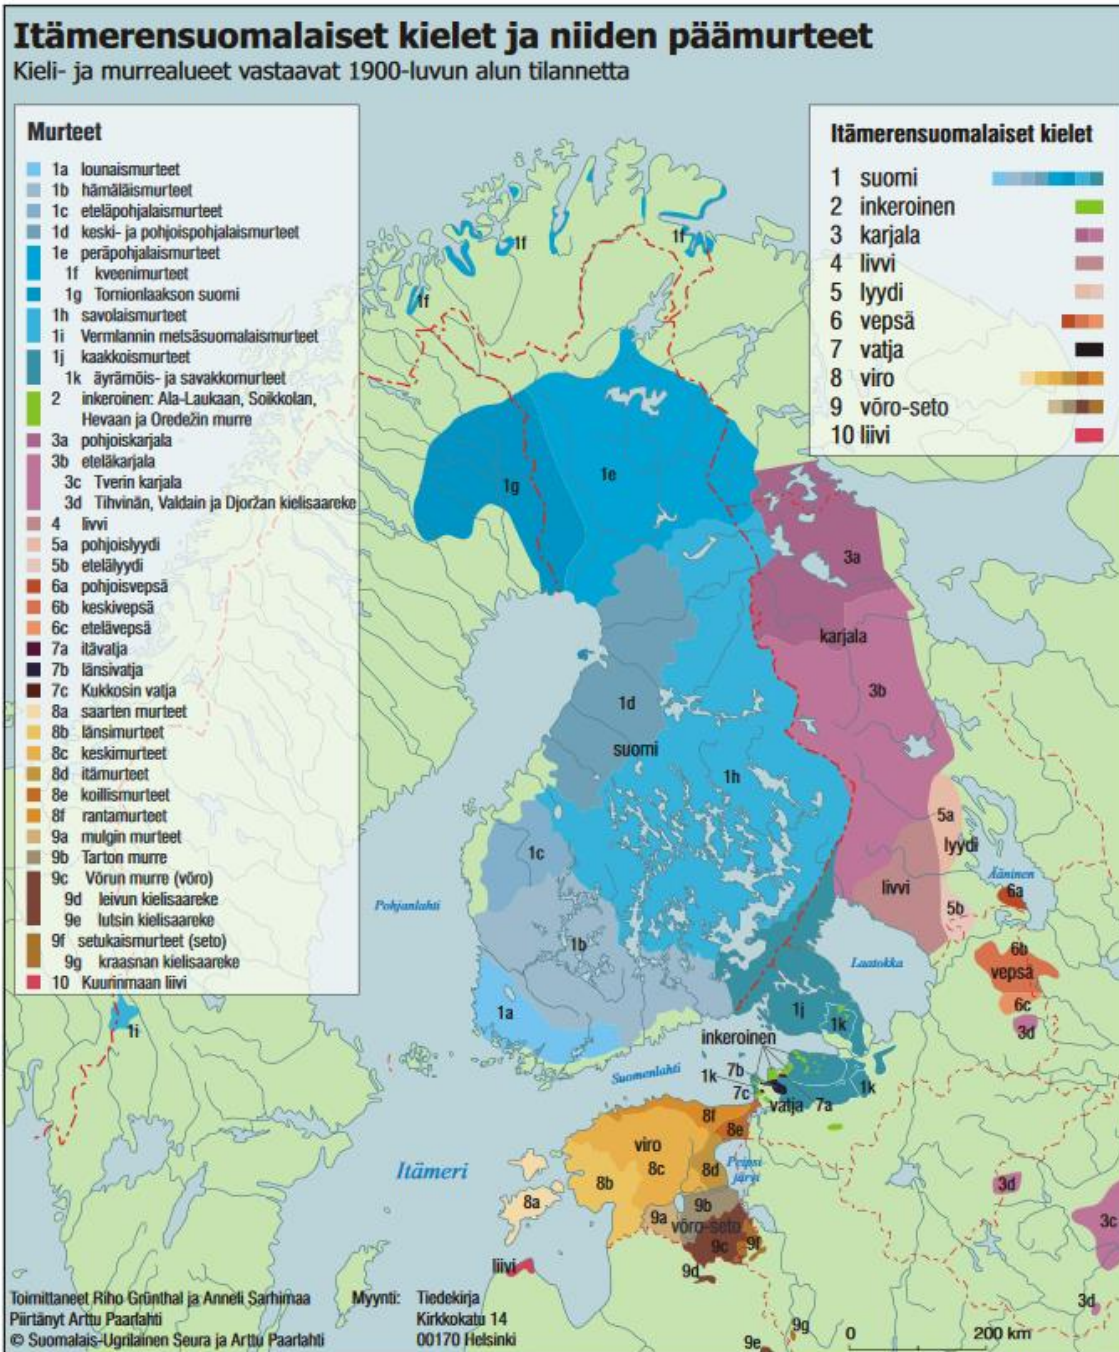 Itämerensuomalaiset kielet ja niiden päämurteet
Kieli- ja murrealueet vastaavat 1900-luvun alun tilannetta
Murteet
1a lounaismurteet
1b hämäläismurteet
1c eteläpohjalaismurteet
1d keski- ja pohjoispohjalaismurteet
1e peräpohjalaismurteet
1f kveenimurteet
1g Tornionlaakson suomi
1h savolaismurteet
1i Vermlannin metsäsuomalaismurteet
1j kaakkoismurteet
1k äyrämöis- ja savakkomurteet
2 inkeroinen: Ala-Laukaan, Soikkolan,
Hevaan ja Oredežin murre
3a pohjoiskarjala
3b eteläkarjala
3c Tverin karjala
3d Tihvinän, Valdain ja Djoržan kielisaareke
4 livvi
5a pohjoislyydi
5b etelälyydi
6a pohjoisvepsä
6b keskivepsä
6c etelävepsä
7a itävatja
7b länsivatja
7c Kukkosin vatja
8a saarten murteet
8b länsimurteet
8c keskimurteet
8d itämurteet
8e koillismurteet
8f rantamurteet
9a mulgin murteet
9b Tarton murre
9c Võrun murre (võro)
9d leivun kielisaareke
9e lutsin kielisaareke
9f setukaismurteet (seto)
9g kraasnan kielisaareke
10 Kuurinmaan liivi
Itämerensuomalaiset kielet
1 suomi
2 inkeroinen
3 karjala
4 livvi
5 lyydi
6 vepsä
7 vatja
8 viro
9 võro-seto
10 liivi
1f
1f
1f
1g
1e
3a
karjala
3b
1d
suomi
1h
5a
lyydi
1c
livvi
Ääninen
6a
5b
Pohjanlahti
1b
6b
vepsä
Laatokka
6c
1a
1j
1k
3d
1i
inkeroinen
Suomenlahti
7b
1k
7c
vatja
7a
1k
8f
8e
viro
Itämeri
8c
8d
Peipsi
järvi
8b
8a
9b
3d
9a
võro-seto
9c
9f
3c
liivi
9d
3d
9g
9e
0 200 km
Toimittaneet Riho Grünthal ja Anneli Sarhimaa
Piirtänyt Arttu Paarlahti
© Suomalais-Ugrilainen Seura ja Arttu Paarlahti
Myynti: Tiedekirja
Kirkkokatu 14
00170 Helsinki